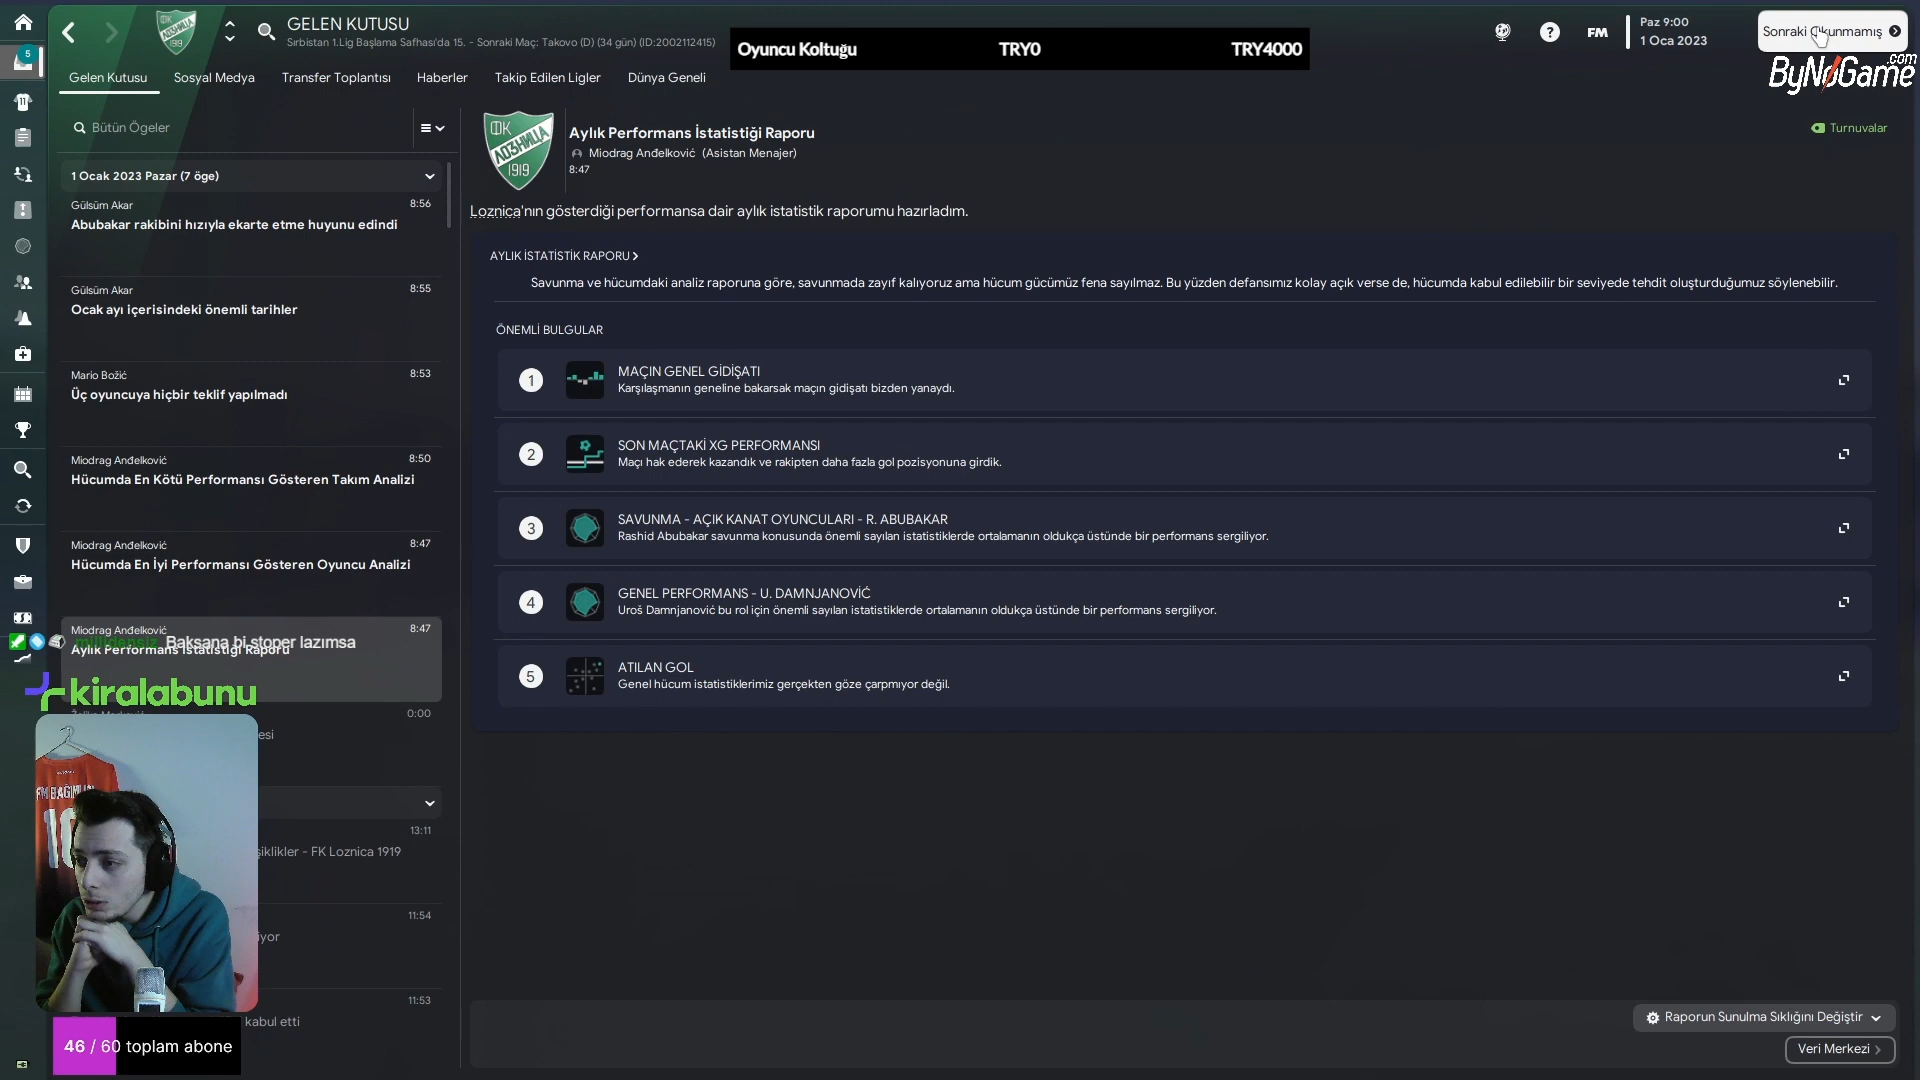 GELEN KUTUSU
Sırbistan 1.Lig Başlama Safhası'da 15. - Sonraki Maç: Takovo (D) (34 gün) (ID:2002112415)
Oyuncu Koltuğu TRY0 TRY4000
FM
Paz 9:00
1 Oca 2023
Sonraki Okunmamış
ByNoGame.com
Gelen Kutusu Sosyal Medya Transfer Toplantısı Haberler Takip Edilen Ligler Dünya Geneli
5
11
Bütün Ögeler
1 Ocak 2023 Pazar (7 öge)
Gülsüm Akar 8:56
Abubakar rakibini hızıyla ekarte etme huyunu edindi
Gülsüm Akar 8:55
Ocak ayı içerisindeki önemli tarihler
Mario Božić 8:53
Üç oyuncuya hiçbir teklif yapılmadı
Miodrag Anđelković 8:50
Hücumda En Kötü Performansı Gösteren Takım Analizi
Miodrag Anđelković 8:47
Hücumda En İyi Performansı Gösteren Oyuncu Analizi
Miodrag Anđelković 8:47
Aylık Performans İstatistiği Raporu
Baksana bi stoper lazımsa
kiralabunu
0:00
esi
13:11
şiklikler - FK Loznica 1919
11:54
iyor
11:53
kabul etti
FM BAĞIMLISI
10
46 / 60 toplam abone
ФК
ЛОЗНИЦА
1919
Aylık Performans İstatistiği Raporu
Miodrag Anđelković (Asistan Menajer)
8:47
Turnuvalar
Loznica'nın gösterdiği performansa dair aylık istatistik raporumu hazırladım.
AYLIK İSTATİSTİK RAPORU
Savunma ve hücumdaki analiz raporuna göre, savunmada zayıf kalıyoruz ama hücum gücümüz fena sayılmaz. Bu yüzden defansımız kolay açık verse de, hücumda kabul edilebilir bir seviyede tehdit oluşturduğumuz söylenebilir.
ÖNEMLİ BULGULAR
1 MAÇIN GENEL GİDİŞATI
Karşılaşmanın geneline bakarsak maçın gidişatı bizden yanaydı.
2 SON MAÇTAKİ XG PERFORMANSI
Maçı hak ederek kazandık ve rakipten daha fazla gol pozisyonuna girdik.
3 SAVUNMA - AÇIK KANAT OYUNCULARI - R. ABUBAKAR
Rashid Abubakar savunma konusunda önemli sayılan istatistiklerde ortalamanın oldukça üstünde bir performans sergiliyor.
4 GENEL PERFORMANS - U. DAMNJANOVIĆ
Uroš Damnjanović bu rol için önemli sayılan istatistiklerde ortalamanın oldukça üstünde bir performans sergiliyor.
5 ATILAN GOL
Genel hücum istatistiklerimiz gerçekten göze çarpmıyor değil.
Raporun Sunulma Sıklığını Değiştir
Veri Merkezi